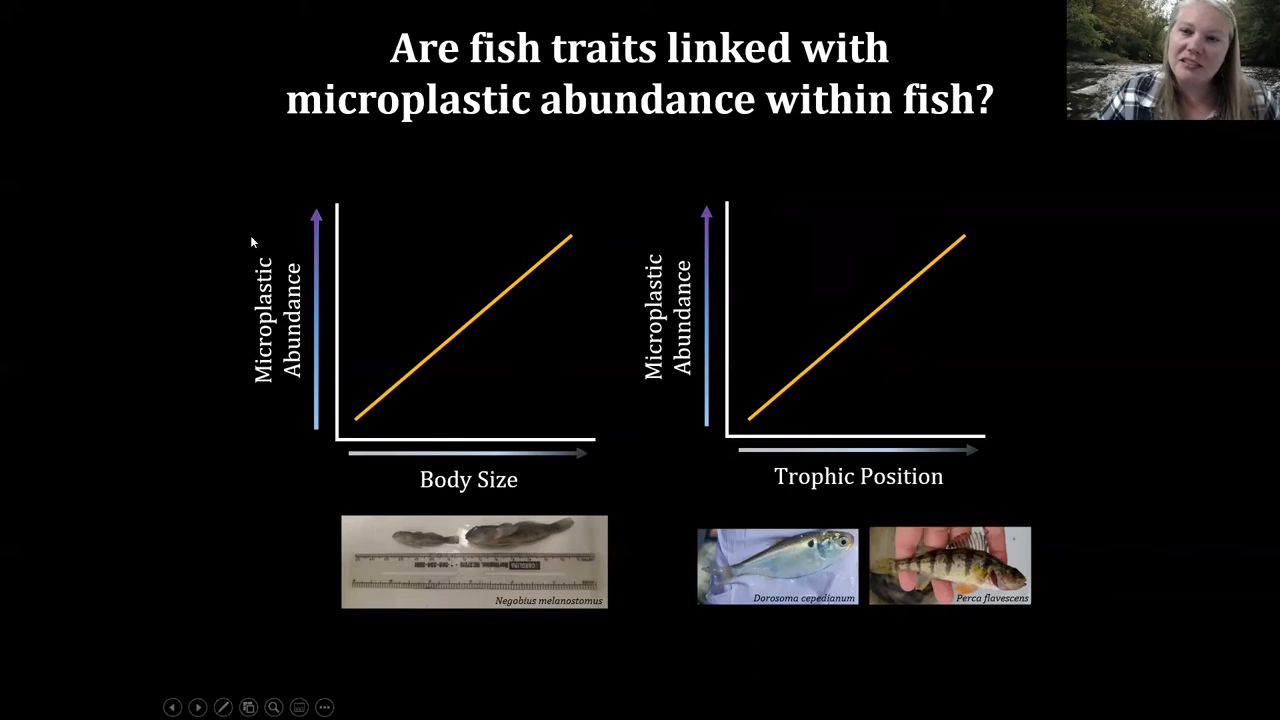 Are fish traits linked with
microplastic abundance within fish?
Microplastic
Abundance
Body Size
Microplastic
Abundance
Trophic Position
Negobius melanostomus
Dorosoma cepedianum
Perca flavescens